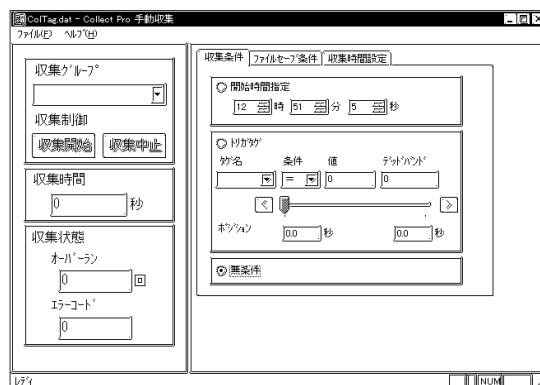 ColTag.dat - Collect Pro 手動収集
ﾌｧｲﾙ(F) ﾍﾙﾌﾟ(H)
収集ｸﾞﾙｰﾌﾟ
収集制御
収集開始 収集中止
収集時間
0 秒
収集状態
ｵｰﾊﾞｰﾗﾝ
0 回
ｴﾗｰｺｰﾄﾞ
0
収集条件 ﾌｧｲﾙｾｰﾌﾞ条件 収集時間設定
開始時間指定
12 時 51 分 5 秒
ﾄﾘｶﾞﾀｸﾞ
ﾀｸﾞ名 条件 値 ﾃﾞｯﾄﾞﾊﾞﾝﾄﾞ
= 0 0
< >
ﾎﾟｼﾞｼｮﾝ 0.0 秒 0.0 秒
無条件
ﾚﾃﾞｨ NUM